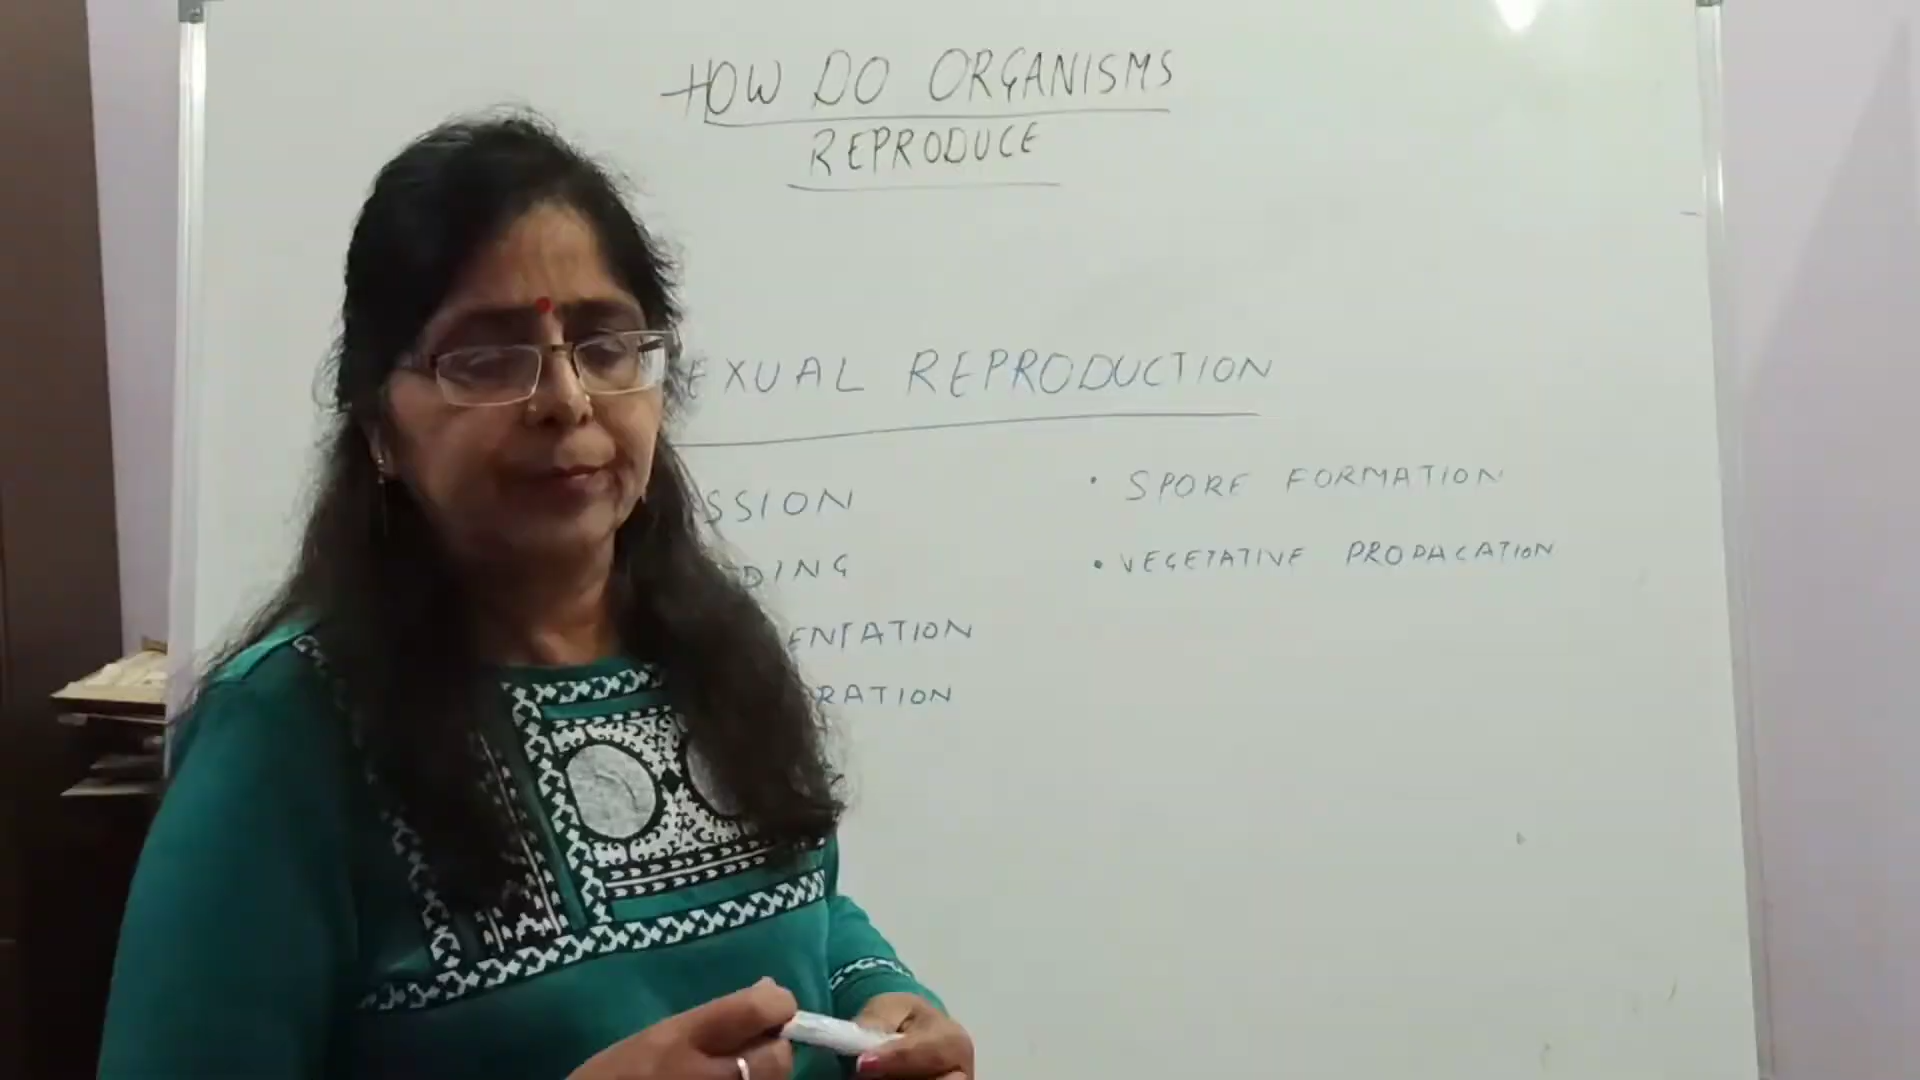 HOW DO ORGANISMS
REPRODUCE
EXUAL REPRODUCTION
SSION
DING
ENTATION
RATION
• SPORE FORMATION
• VEGETATIVE PROPAGATION